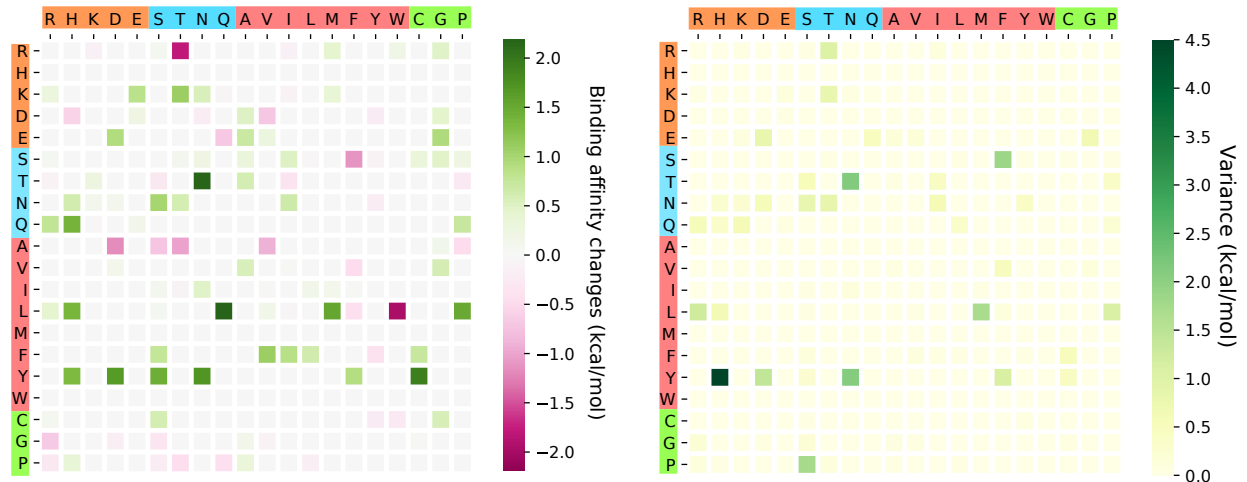 R H K D E S T N Q A V I L M F Y W C G P
R
H
K
D
E
S
T
N
Q
A
V
I
L
M
F
Y
W
C
G
P
2.0
1.5
1.0
0.5
0.0
−0.5
−1.0
−1.5
−2.0
Binding affinity changes (kcal/mol)
R H K D E S T N Q A V I L M F Y W C G P
R
H
K
D
E
S
T
N
Q
A
V
I
L
M
F
Y
W
C
G
P
4.5
4.0
3.5
3.0
2.5
2.0
1.5
1.0
0.5
0.0
Variance (kcal/mol)